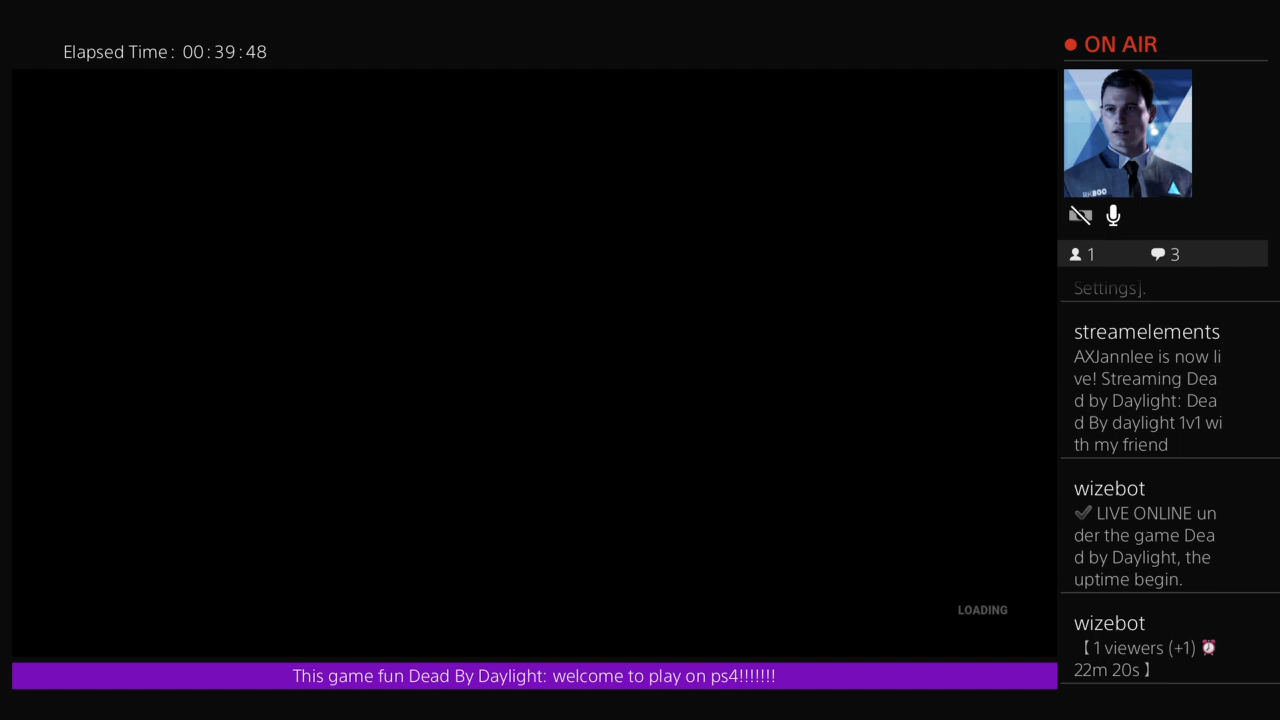 Elapsed Time: 00:39:48
ON AIR
1 3
Settings].
streamelements
AXJannlee is now li
ve! Streaming Dea
d by Daylight: Dea
d By daylight 1v1 wi
th my friend
wizebot
✔ LIVE ONLINE un
der the game Dea
d by Daylight, the
uptime begin.
wizebot
【1 viewers (+1) ⏰
22m 20s】
LOADING
This game fun Dead By Daylight: welcome to play on ps4!!!!!!!